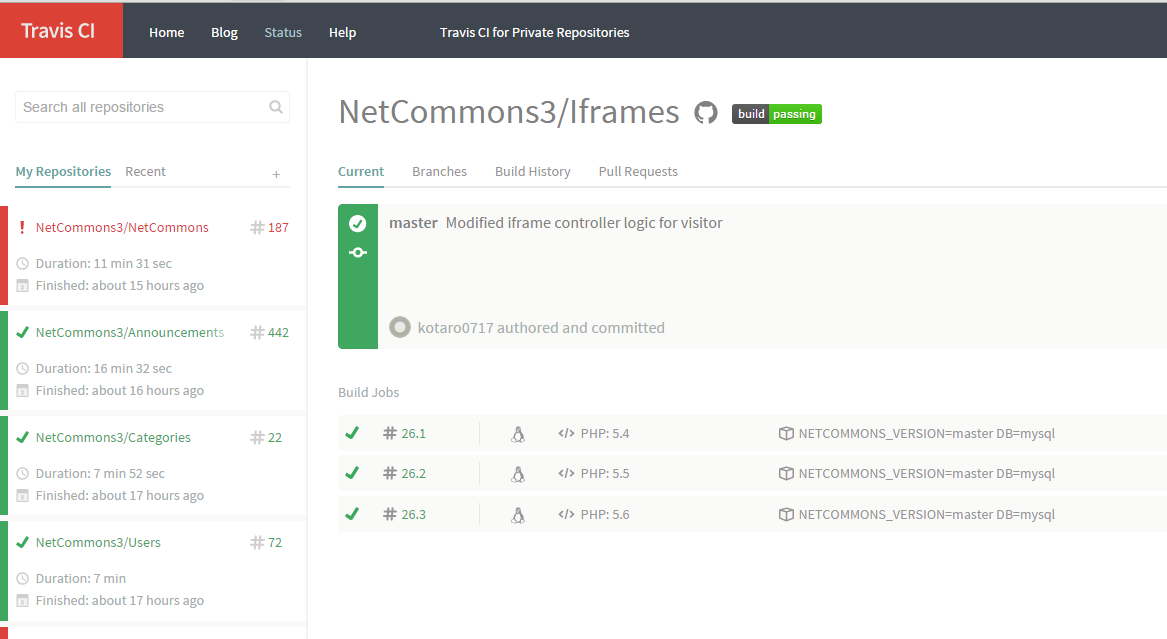 Travis CI
Home Blog Status Help Travis CI for Private Repositories
Search all repositories
My Repositories Recent +
! NetCommons3/NetCommons # 187
Duration: 11 min 31 sec
Finished: about 15 hours ago
NetCommons3/Announcements # 442
Duration: 16 min 32 sec
Finished: about 16 hours ago
NetCommons3/Categories # 22
Duration: 7 min 52 sec
Finished: about 17 hours ago
NetCommons3/Users # 72
Duration: 7 min
Finished: about 17 hours ago
NetCommons3/Iframes build passing
Current Branches Build History Pull Requests
master Modified iframe controller logic for visitor
kotaro0717 authored and committed
Build Jobs
# 26.1 </> PHP: 5.4 NETCOMMONS_VERSION=master DB=mysql
# 26.2 </> PHP: 5.5 NETCOMMONS_VERSION=master DB=mysql
# 26.3 </> PHP: 5.6 NETCOMMONS_VERSION=master DB=mysql